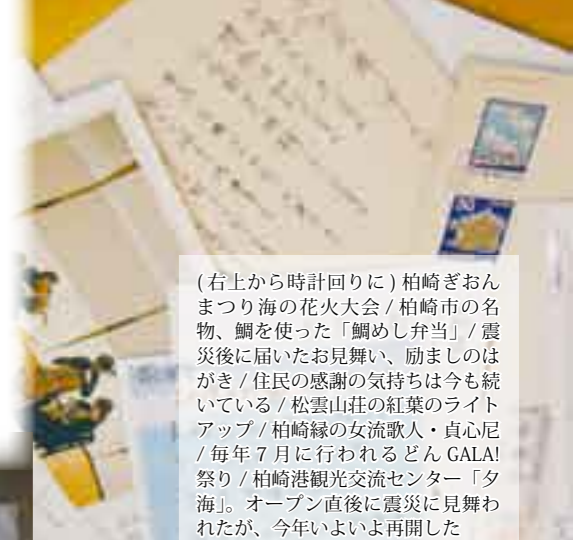 (右上から時計回りに)柏崎ぎおん
まつり海の花火大会/柏崎市の名
物、鯛を使った「鯛めし弁当」/震
災後に届いたお見舞い、励ましのは
がき/住民の感謝の気持ちは今も続
いている/松雲山荘の紅葉のライト
アップ/柏崎縁の女流歌人・貞心尼
/毎年7月に行われるどんGALA!
祭り/柏崎港観光交流センター「夕
海」。オープン直後に震災に見舞わ
れたが、今年いよいよ再開した